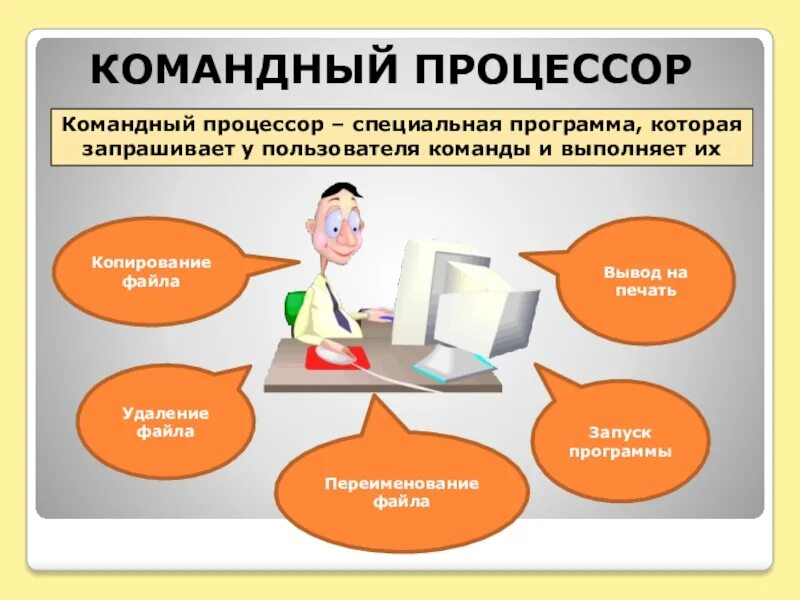 КОМАНДНЫЙ ПРОЦЕССОР
Командный процессор – специальная программа, которая
запрашивает у пользователя команды и выполняет их
Копирование
файла
Вывод на
печать
Удаление
файла
Запуск
программы
Переименование
файла